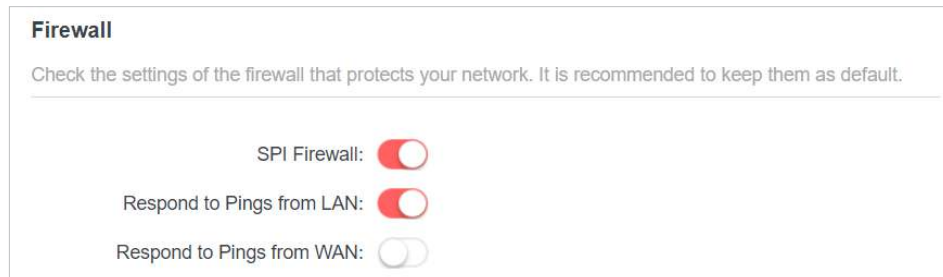 Firewall
Check the settings of the firewall that protects your network. It is recommended to keep them as default.
SPI Firewall:
Respond to Pings from LAN:
Respond to Pings from WAN: